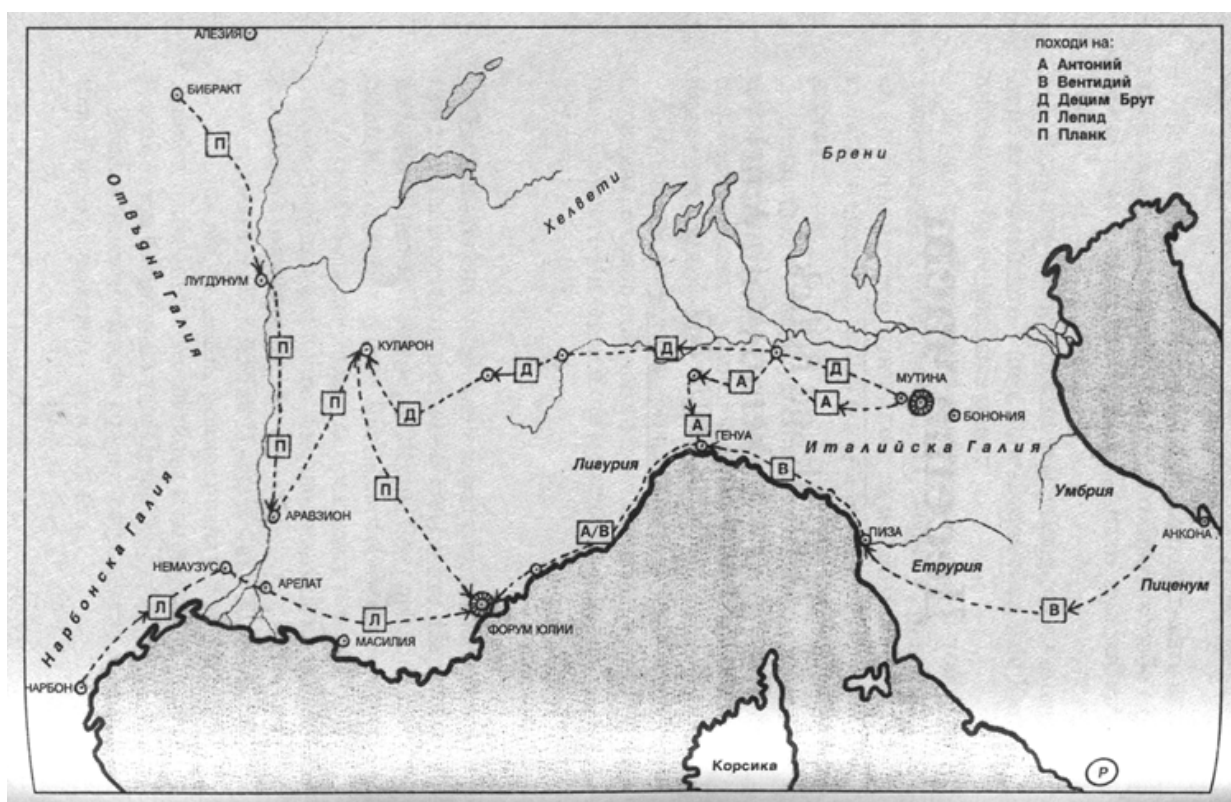 АЛЕЗИЯ
походи на:
А Антоний
В Вентидий
Д Децим Брут
Л Лепид
П Планк
БИБРАКТ
П
Брени
Отвъдна Галия
Хелвети
ЛУГДУНУМ
П
КУЛАРОН
Д
Д
Д
А
МУТИНА
П
Д
А
БОНОНИЯ
А
ГЕНУА
Италийска Галия
П
Лигурия
В
П
Умбрия
АРАВЗИОН
А/В
АНКОНА
ПИЗА
Нарбонска Галия
НЕМАУЗУС
Етрурия
Пиценум
АРЕЛАТ
Л
Л
В
ФОРУМ ЮЛИИ
МАСИЛИЯ
НАРБОН
Корсика
Р